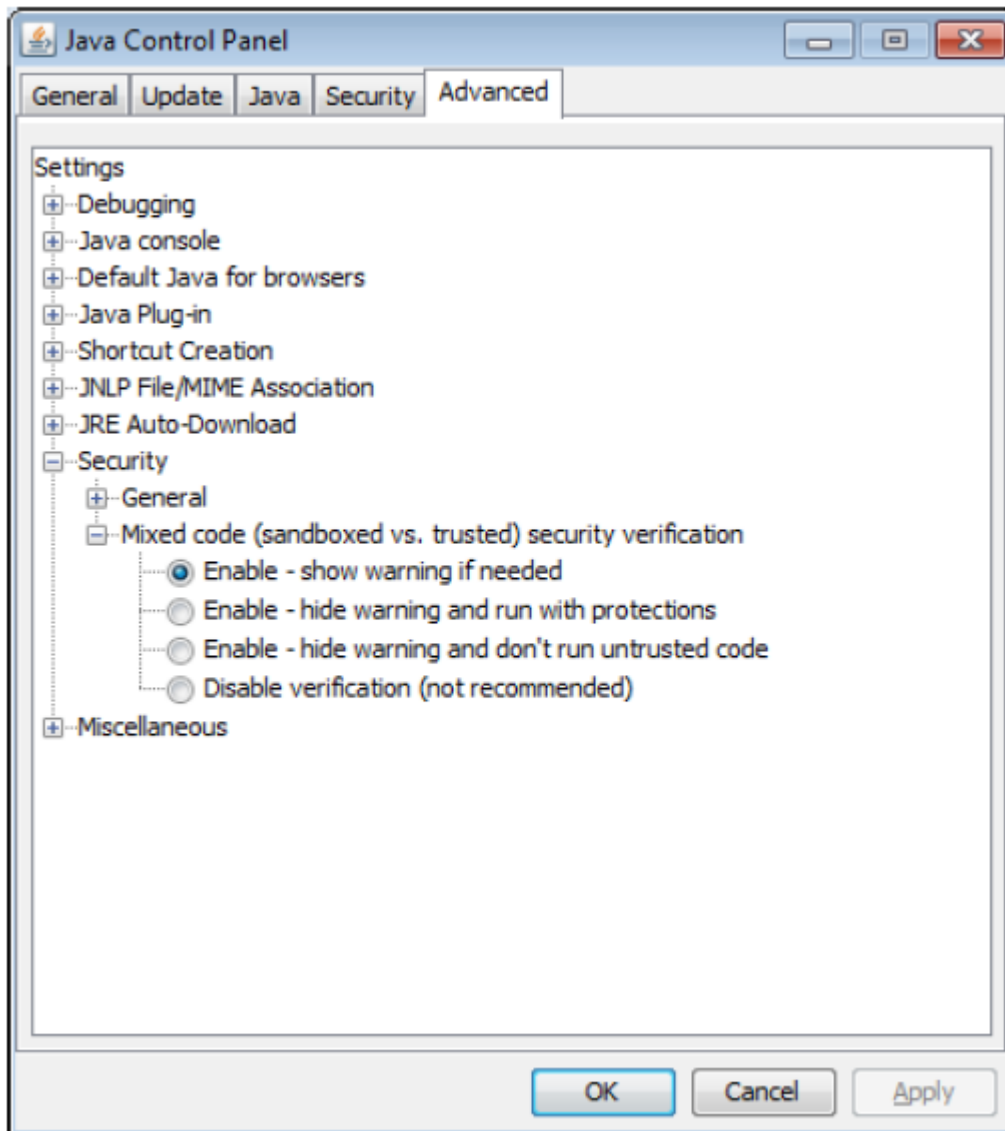 Java Control Panel
General Update Java Security Advanced
Settings
Debugging
Java console
Default Java for browsers
Java Plug-in
Shortcut Creation
JNLP File/MIME Association
JRE Auto-Download
Security
General
Mixed code (sandboxed vs. trusted) security verification
Enable - show warning if needed
Enable - hide warning and run with protections
Enable - hide warning and don't run untrusted code
Disable verification (not recommended)
Miscellaneous
OK Cancel Apply